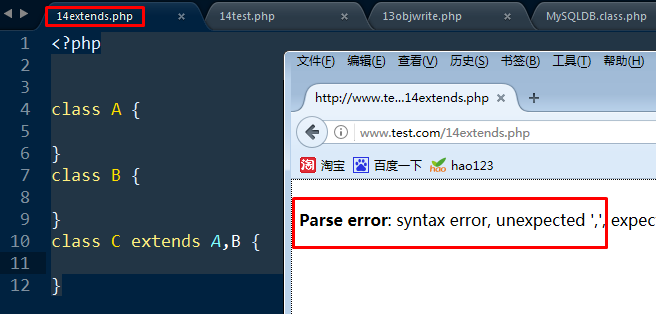 14extends.php × 14test.php × 13objwrite.php × MySQLDB.class.php
1 <?php
2
3
4 class A {
5
6 }
7 class B {
8
9 }
10 class C extends A,B {
11
12 }
文件(F) 编辑(E) 查看(V) 历史(S) 书签(B) 工具(T) 帮助(H)
http://www.te...14extends.php × +
www.test.com/14extends.php
淘 淘宝 百度一下 hoo hao123
Parse error: syntax error, unexpected ',', expec